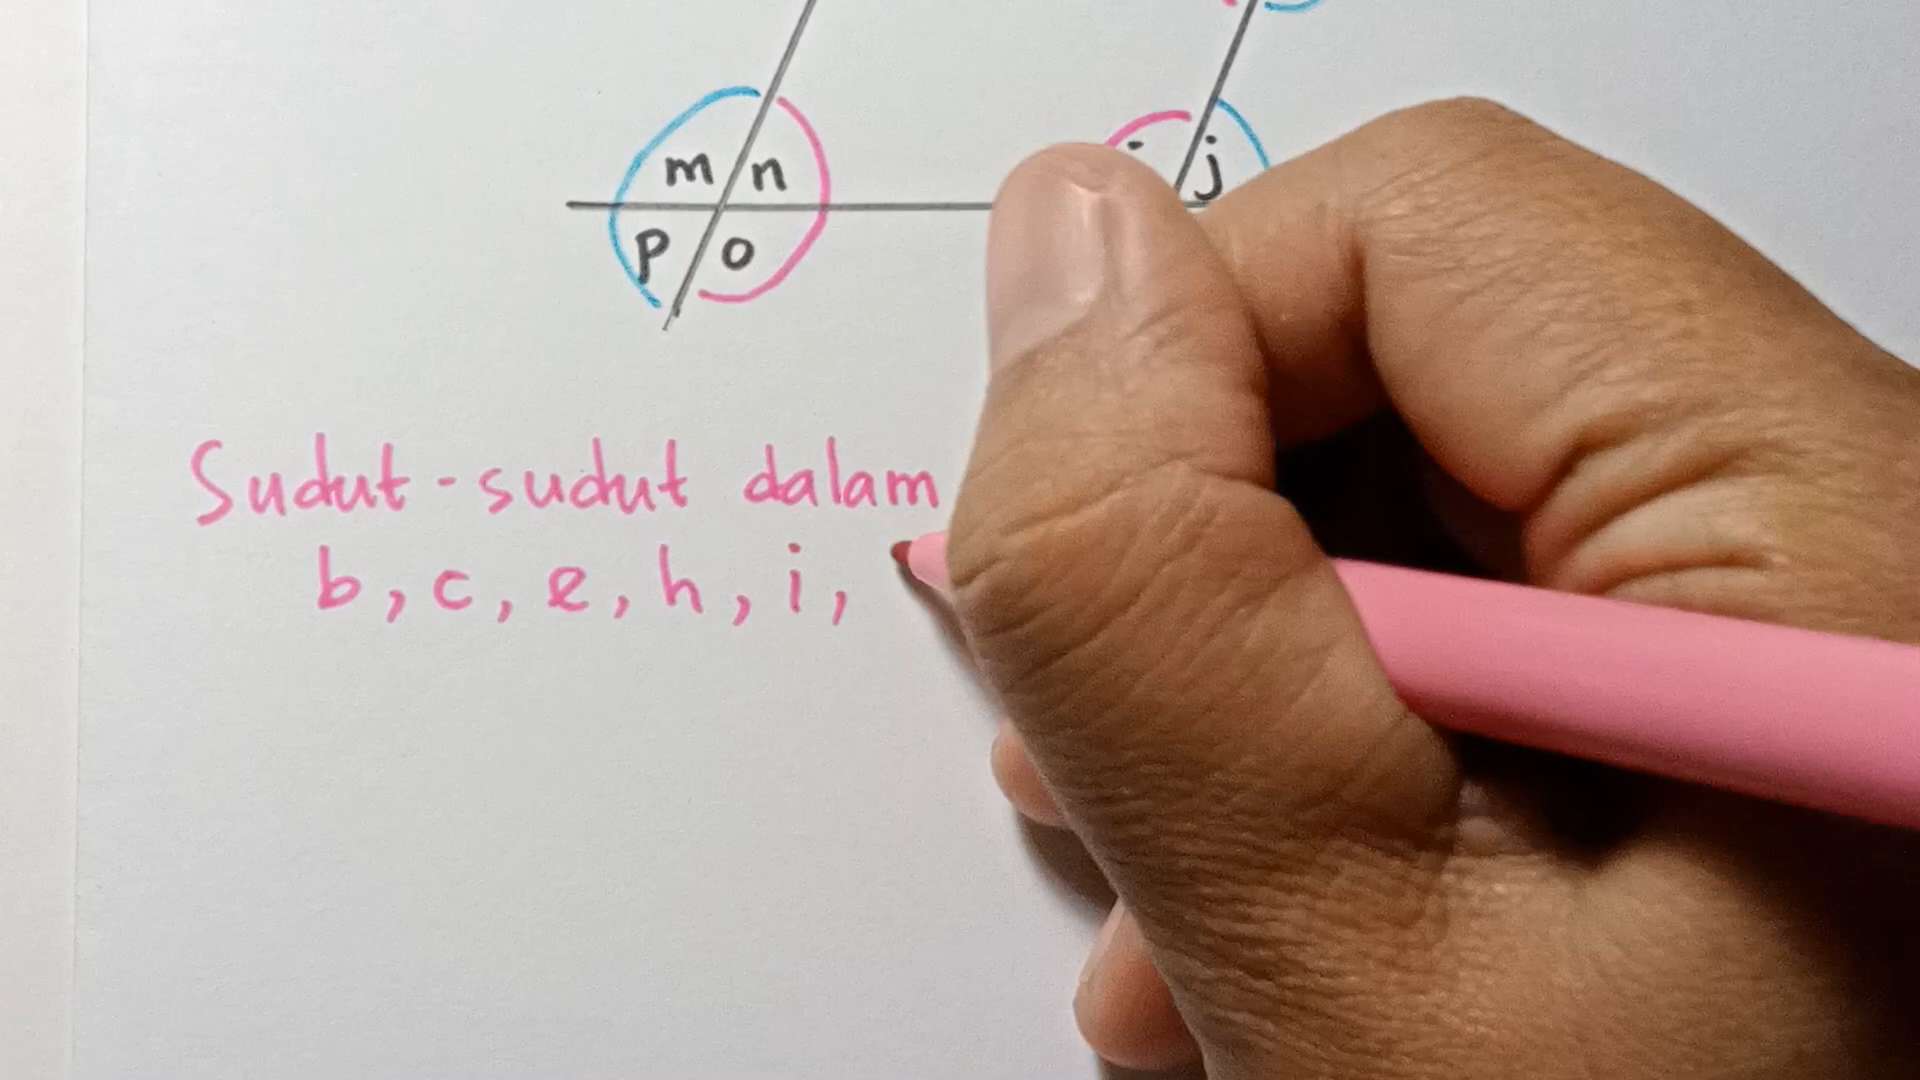 m n j
p o
Sudut-sudut dalam
b, c, e, h, i,